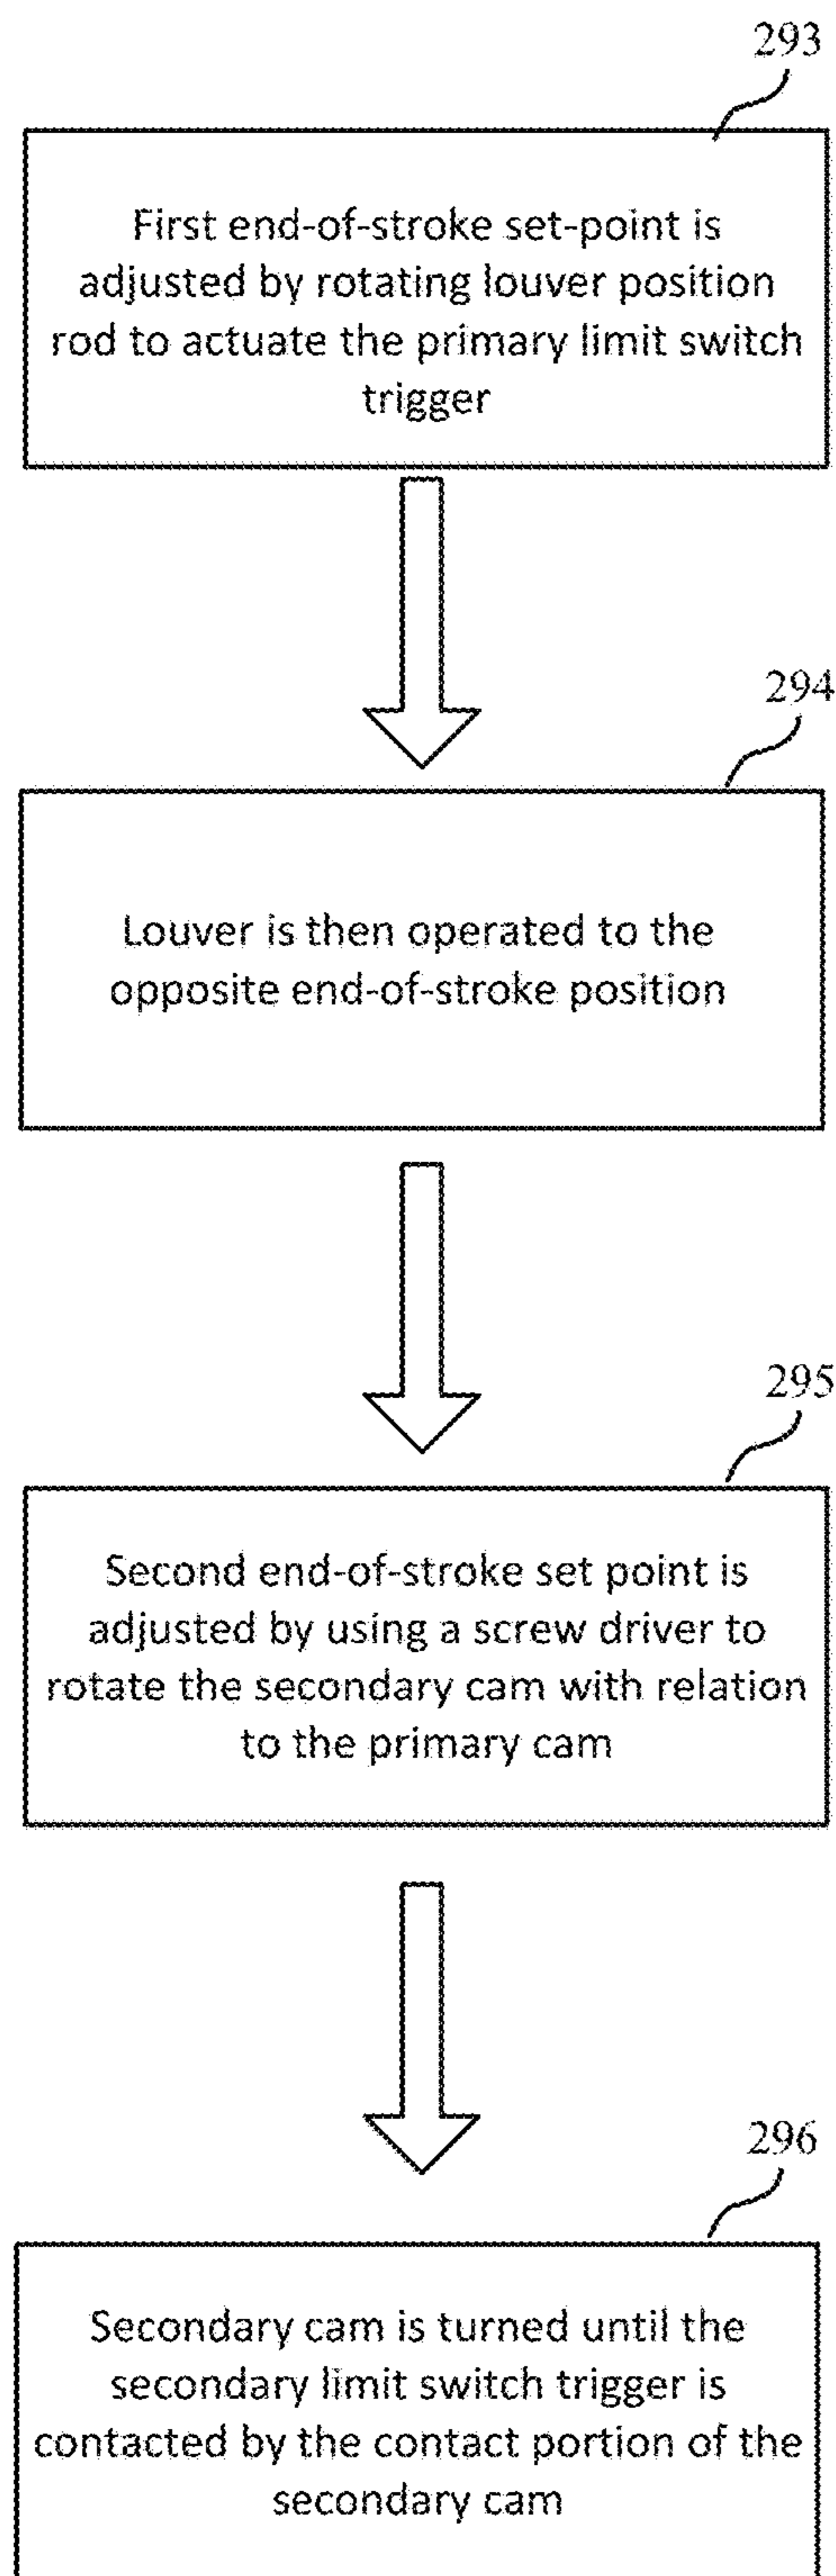 293
First end-of-stroke set-point is
adjusted by rotating louver position
rod to actuate the primary limit switch
trigger
294
Louver is then operated to the
opposite end-of-stroke position
295
Second end-of-stroke set point is
adjusted by using a screw driver to
rotate the secondary cam with relation
to the primary cam
296
Secondary cam is turned until the
secondary limit switch trigger is
contacted by the contact portion of the
secondary cam